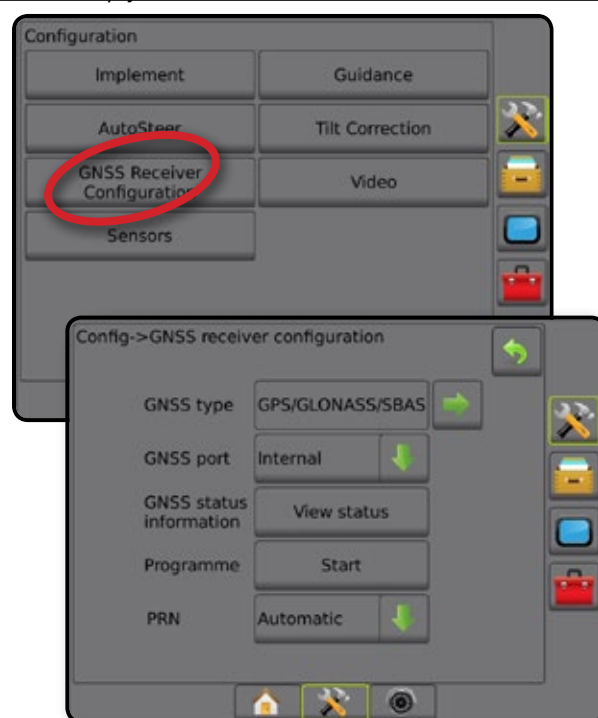 Configuration
Implement
Guidance
AutoSteer
Tilt Correction
GNSS Receiver
Configuration
Video
Sensors
Config->GNSS receiver configuration
GNSS type
GPS/GLONASS/SBAS
GNSS port
Internal
GNSS status
information
View status
Programme
Start
PRN
Automatic